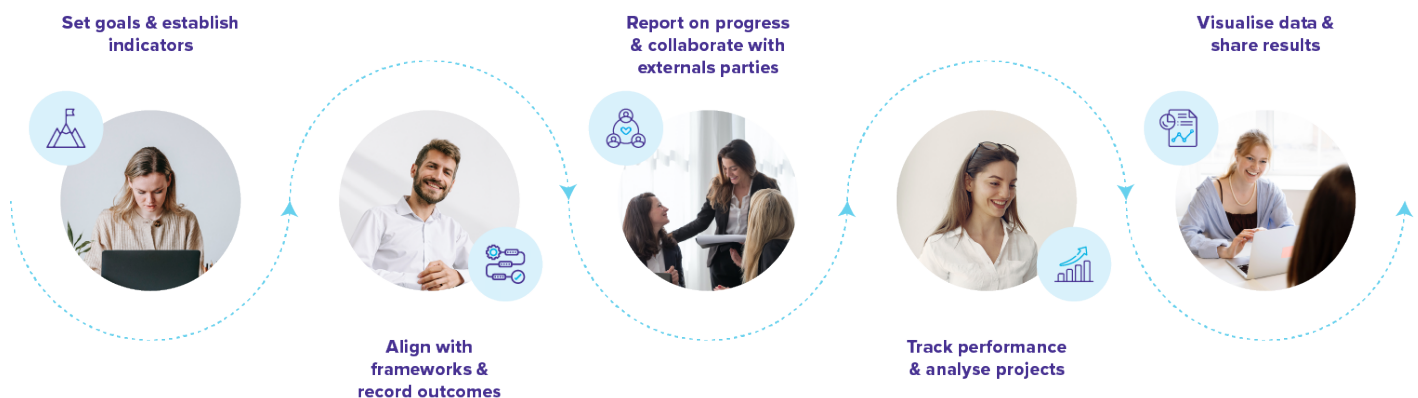 Set goals & establish
indicators
Align with
frameworks &
record outcomes
Report on progress
& collaborate with
externals parties
Track performance
& analyse projects
Visualise data &
share results